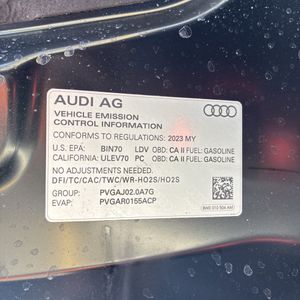 AUDI AG
VEHICLE EMISSION
CONTROL INFORMATION
CONFORMS TO REGULATIONS: 2023 MY
U.S. EPA: BIN70 LDV OBD: CA II FUEL: GASOLINE
CALIFORNIA: ULEV70 PC OBD: CA II FUEL: GASOLINE
NO ADJUSTMENTS NEEDED.
DFI/TC/CAC/TWC/WR-HO2S/HO2S
GROUP: PVGAJ02.0A7G
EVAP: PVGAR0155ACP